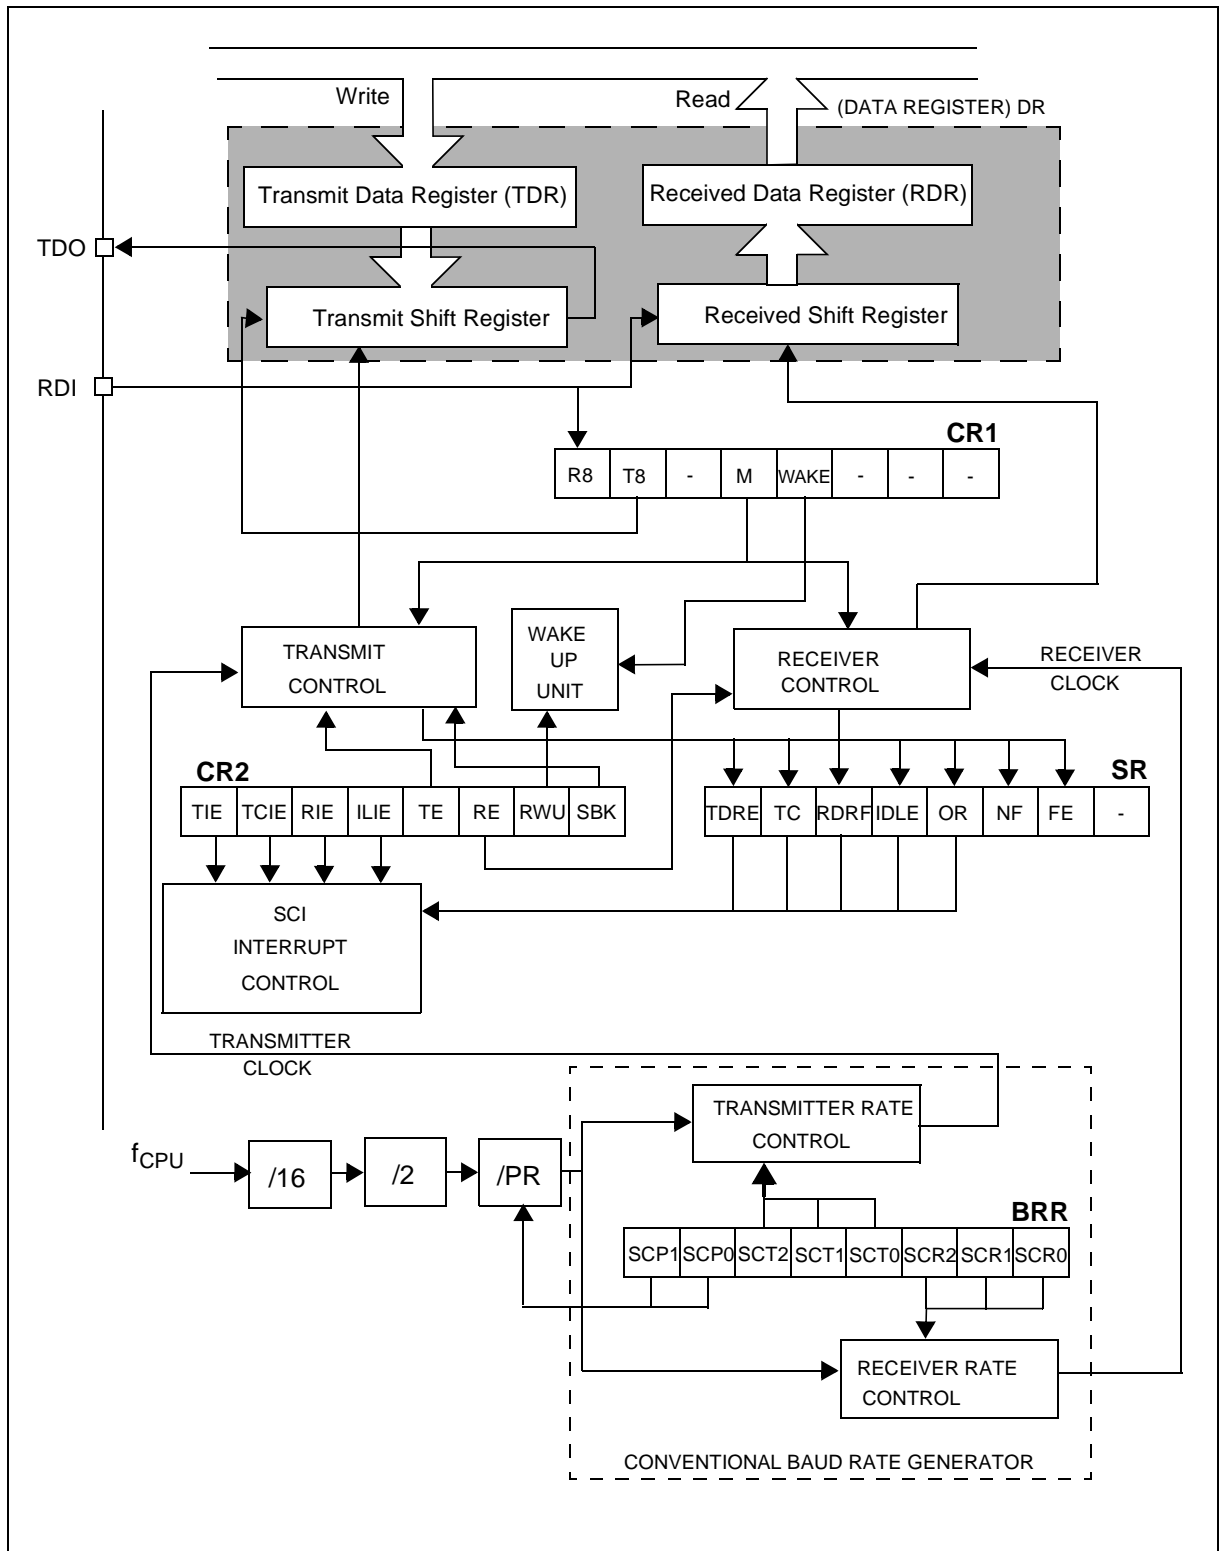 Write
Read
(DATA REGISTER) DR
Transmit Data Register (TDR)
Received Data Register (RDR)
TDO
Transmit Shift Register
Received Shift Register
RDI
CR1
R8 T8 - M WAKE - - -
TRANSMIT
CONTROL
WAKE
UP
UNIT
RECEIVER
CONTROL
RECEIVER
CLOCK
CR2
TIE TCIE RIE ILIE TE RE RWU SBK
SR
TDRE TC RDRF IDLE OR NF FE -
SCI
INTERRUPT
CONTROL
TRANSMITTER
CLOCK
TRANSMITTER RATE
CONTROL
fCPU
/16
/2
/PR
BRR
SCP1 SCP0 SCT2 SCT1 SCT0 SCR2 SCR1 SCR0
RECEIVER RATE
CONTROL
CONVENTIONAL BAUD RATE GENERATOR